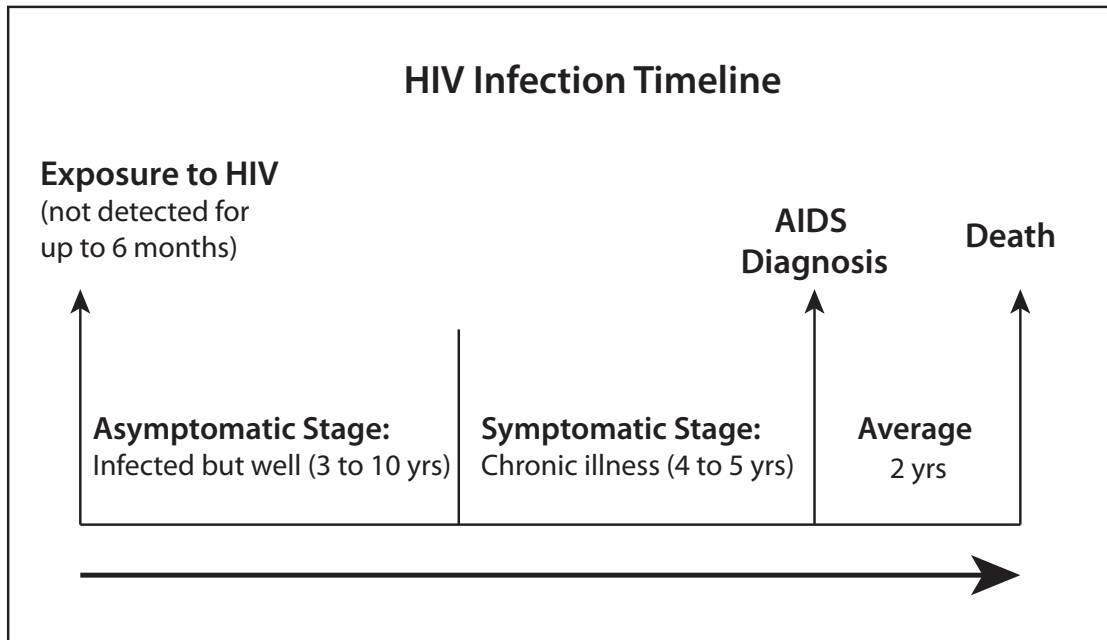 HIV Infection Timeline
Exposure to HIV
(not detected for
up to 6 months)
AIDS
Diagnosis
Death
Asymptomatic Stage:
Infected but well (3 to 10 yrs)
Symptomatic Stage:
Chronic illness (4 to 5 yrs)
Average
2 yrs